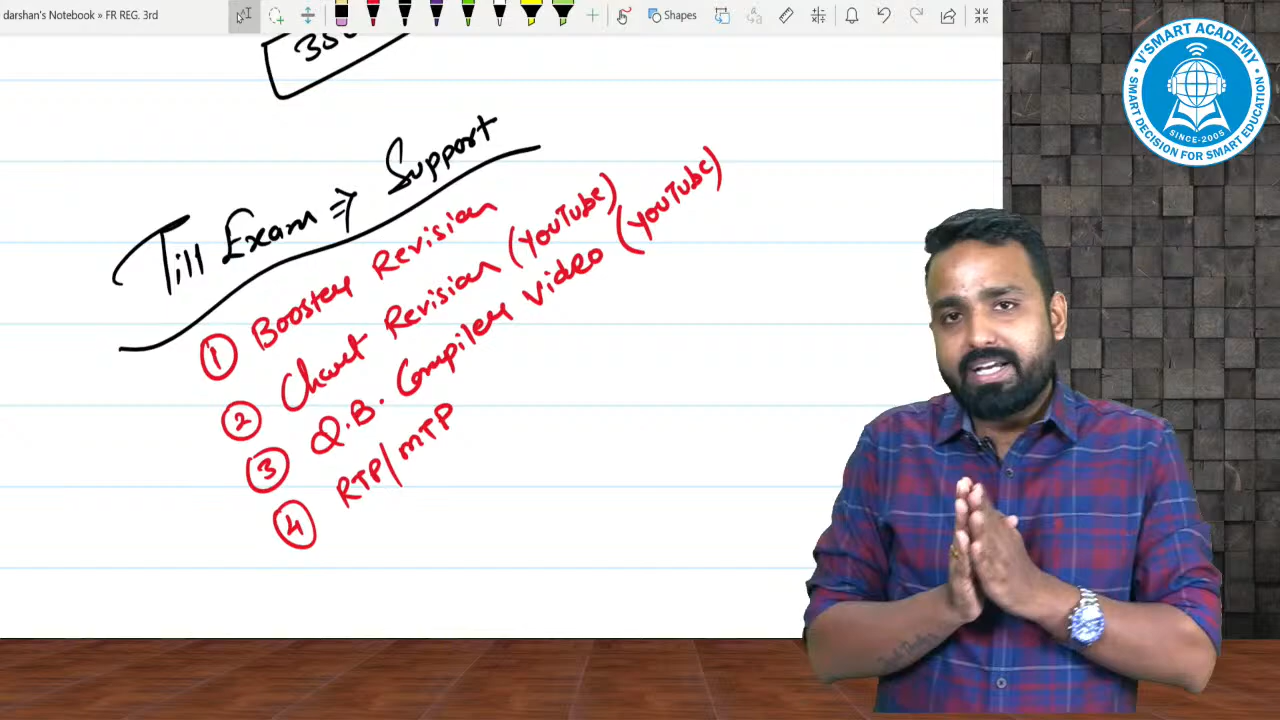 darshan's Notebook » FR REG. 3rd
Shapes
Till Exam ⇒ Support
① Booster Revision
② Chart Revision (YouTube)
③ Q.B. Compiler Video (YouTube)
④ RTP/MTP
V'SMART ACADEMY
SINCE-2005
SMART DECISION FOR SMART EDUCATION